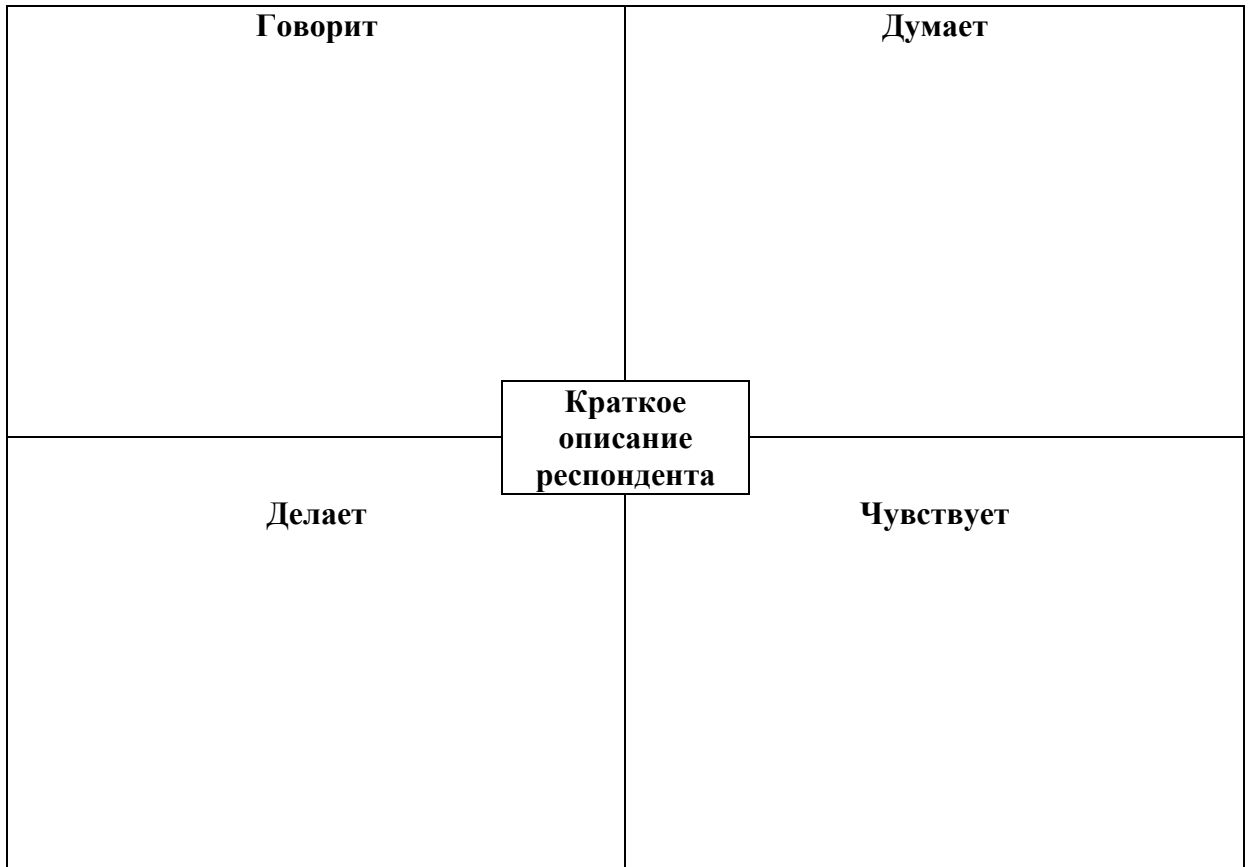 Говорит
Думает
Краткое
описание
респондента
Делает
Чувствует